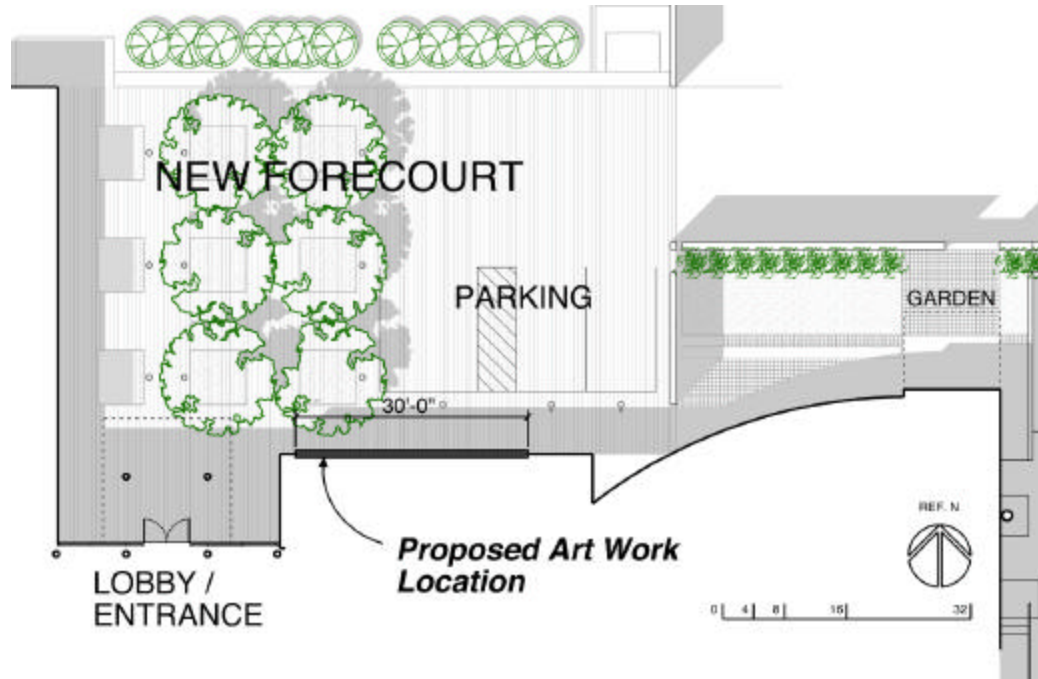 NEW FORECOURT
PARKING
GARDEN
30'-0"
REF. N
Proposed Art Work
Location
LOBBY /
ENTRANCE
0 4 8 16 32